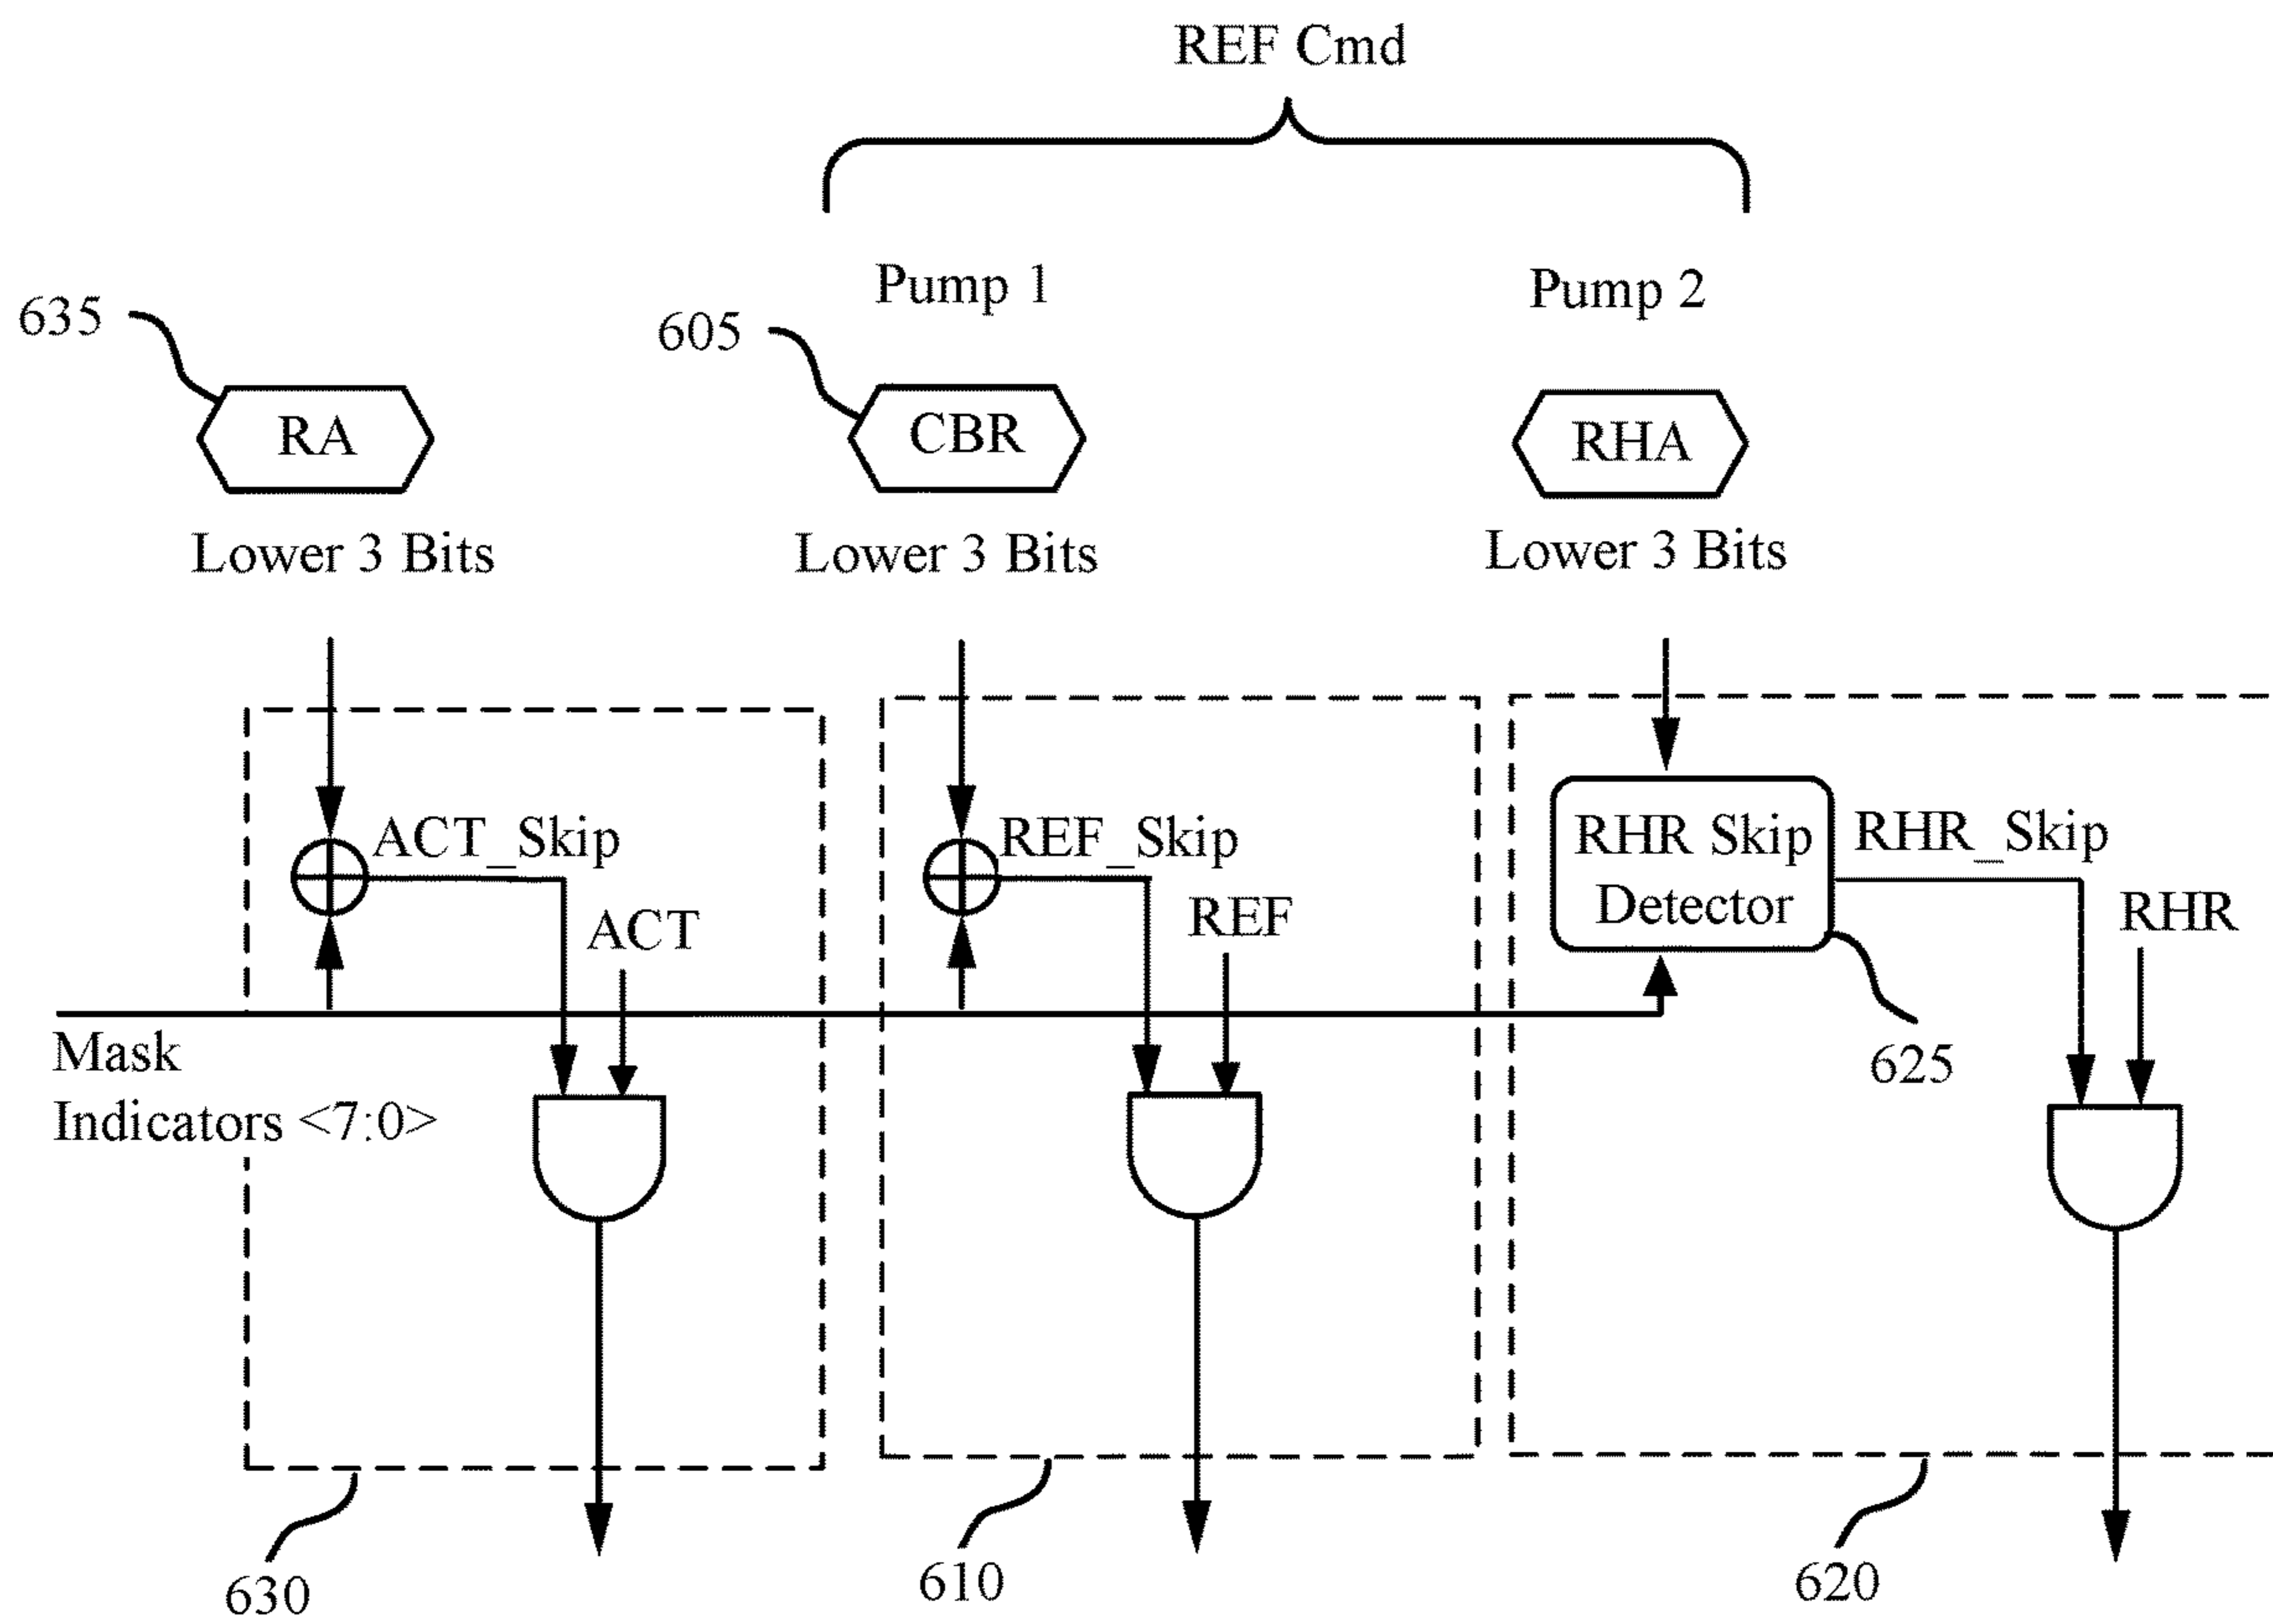 REF Cmd
Pump 1
Pump 2
635
605
RA
CBR
RHA
Lower 3 Bits
Lower 3 Bits
Lower 3 Bits
ACT_Skip
REF_Skip
RHR Skip
Detector
RHR_Skip
ACT
REF
RHR
Mask
Indicators <7:0>
625
630
610
620